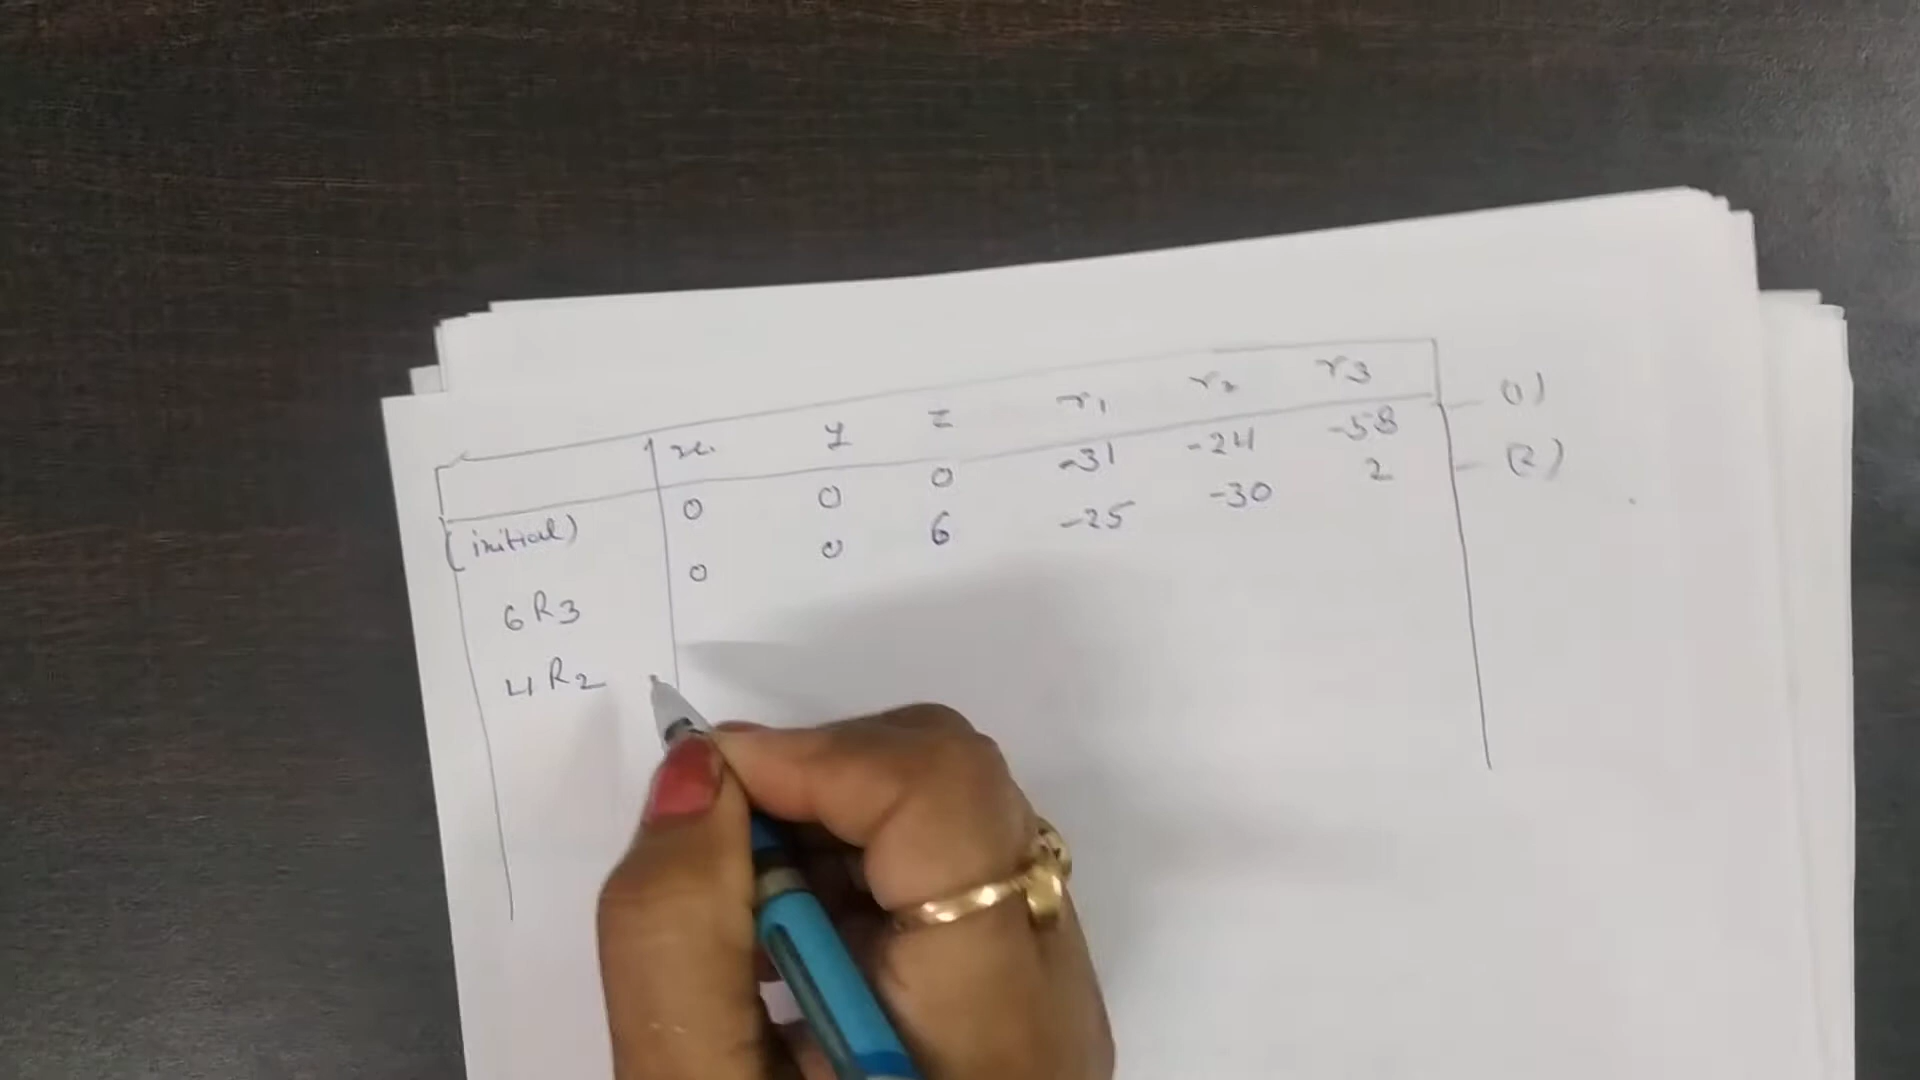 x y z r1 r2 r3
(initial) 0 0 0 -31 -24 -58 — (1)
6R3 0 0 6 -25 -30 2 — (2)
4R2